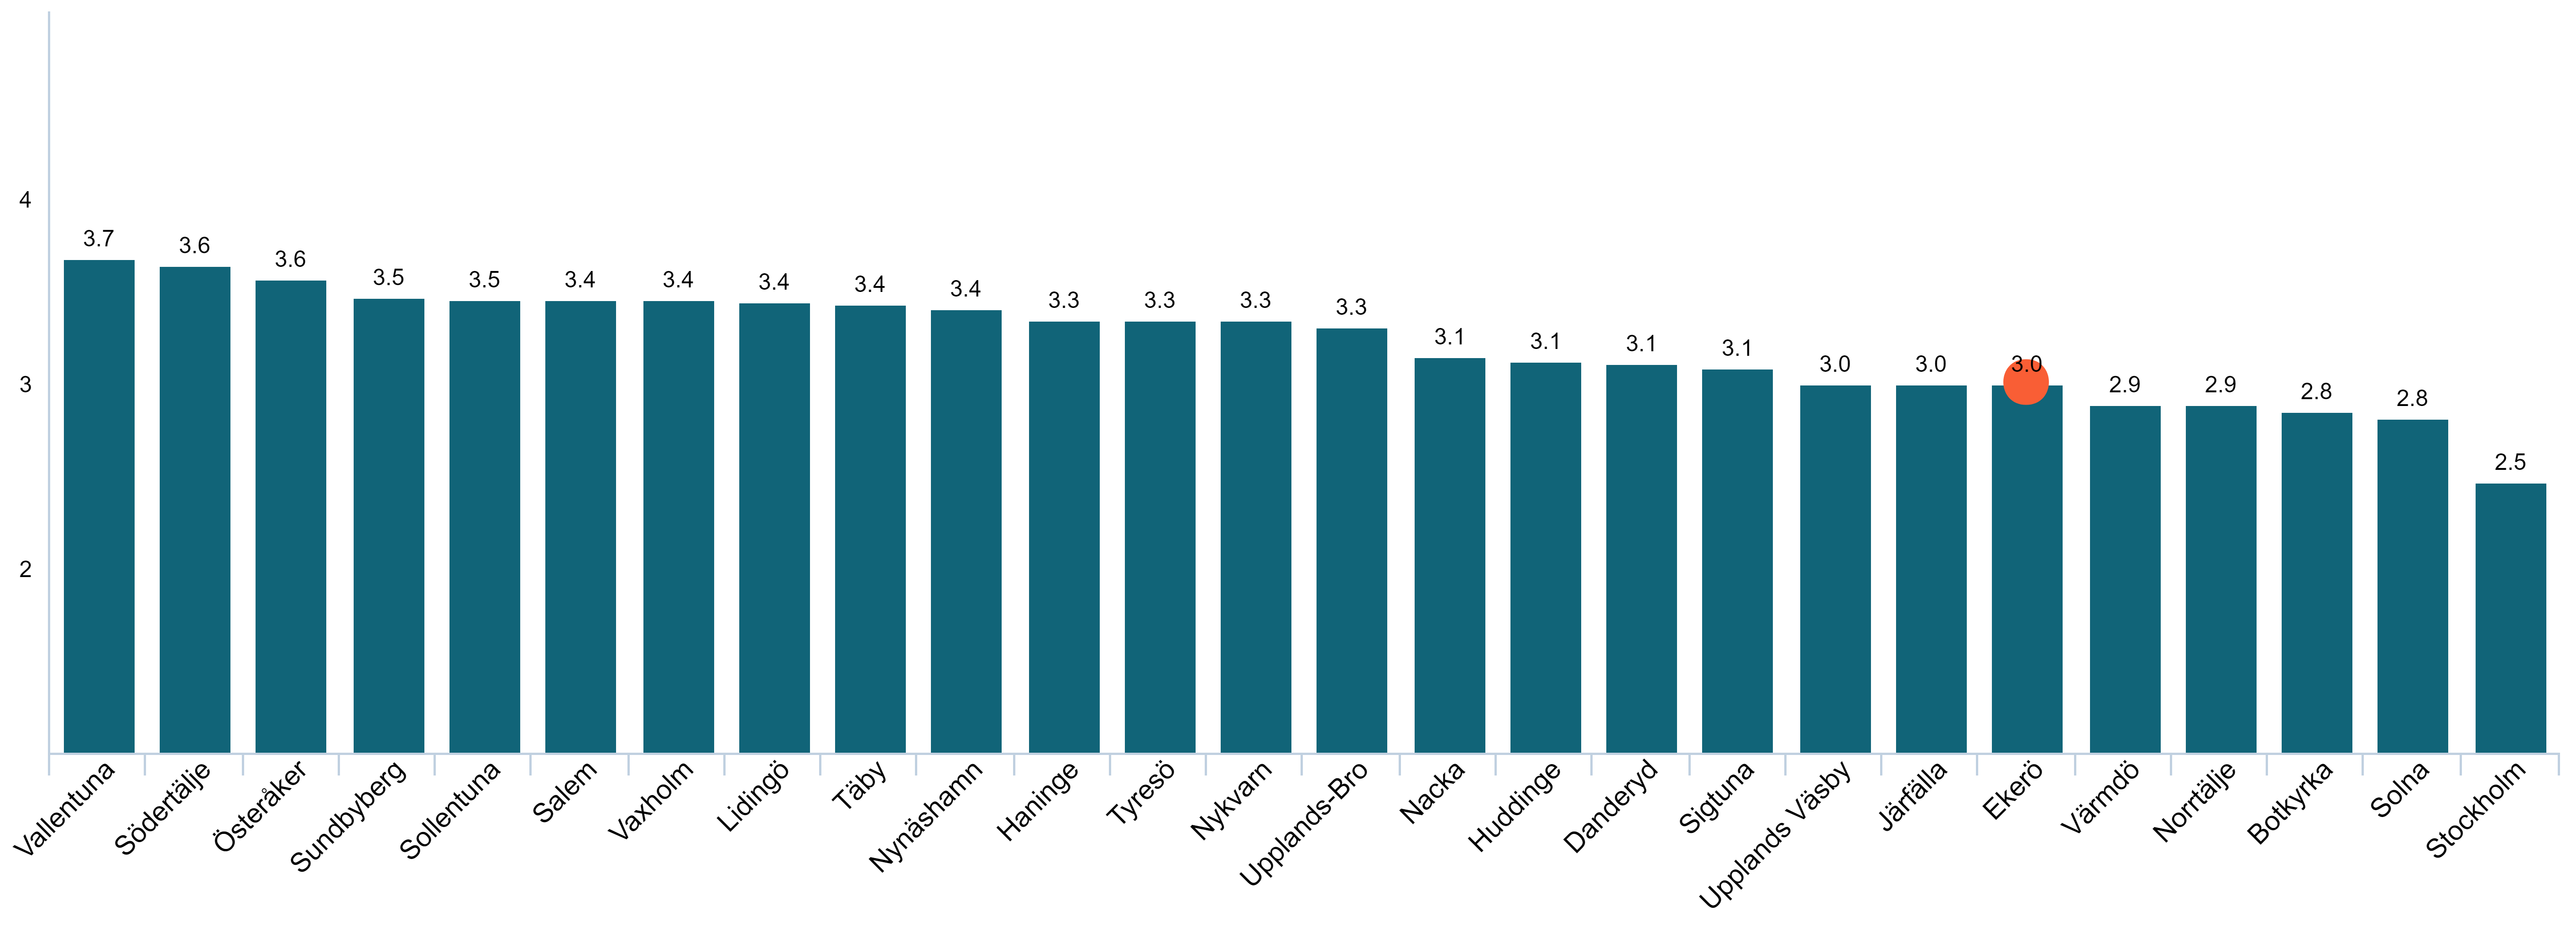 4
3
2
3.7
3.6
3.6
3.5
3.5
3.4
3.4
3.4
3.4
3.4
3.3
3.3
3.3
3.3
3.1
3.1
3.1
3.1
3.0
3.0
3.0
2.9
2.9
2.8
2.8
2.5
Vallentuna
Södertälje
Österåker
Sundbyberg
Sollentuna
Salem
Vaxholm
Lidingö
Täby
Nynäshamn
Haninge
Tyresö
Nykvarn
Upplands-Bro
Nacka
Huddinge
Danderyd
Sigtuna
Upplands Väsby
Järfälla
Ekerö
Värmdö
Norrtälje
Botkyrka
Solna
Stockholm